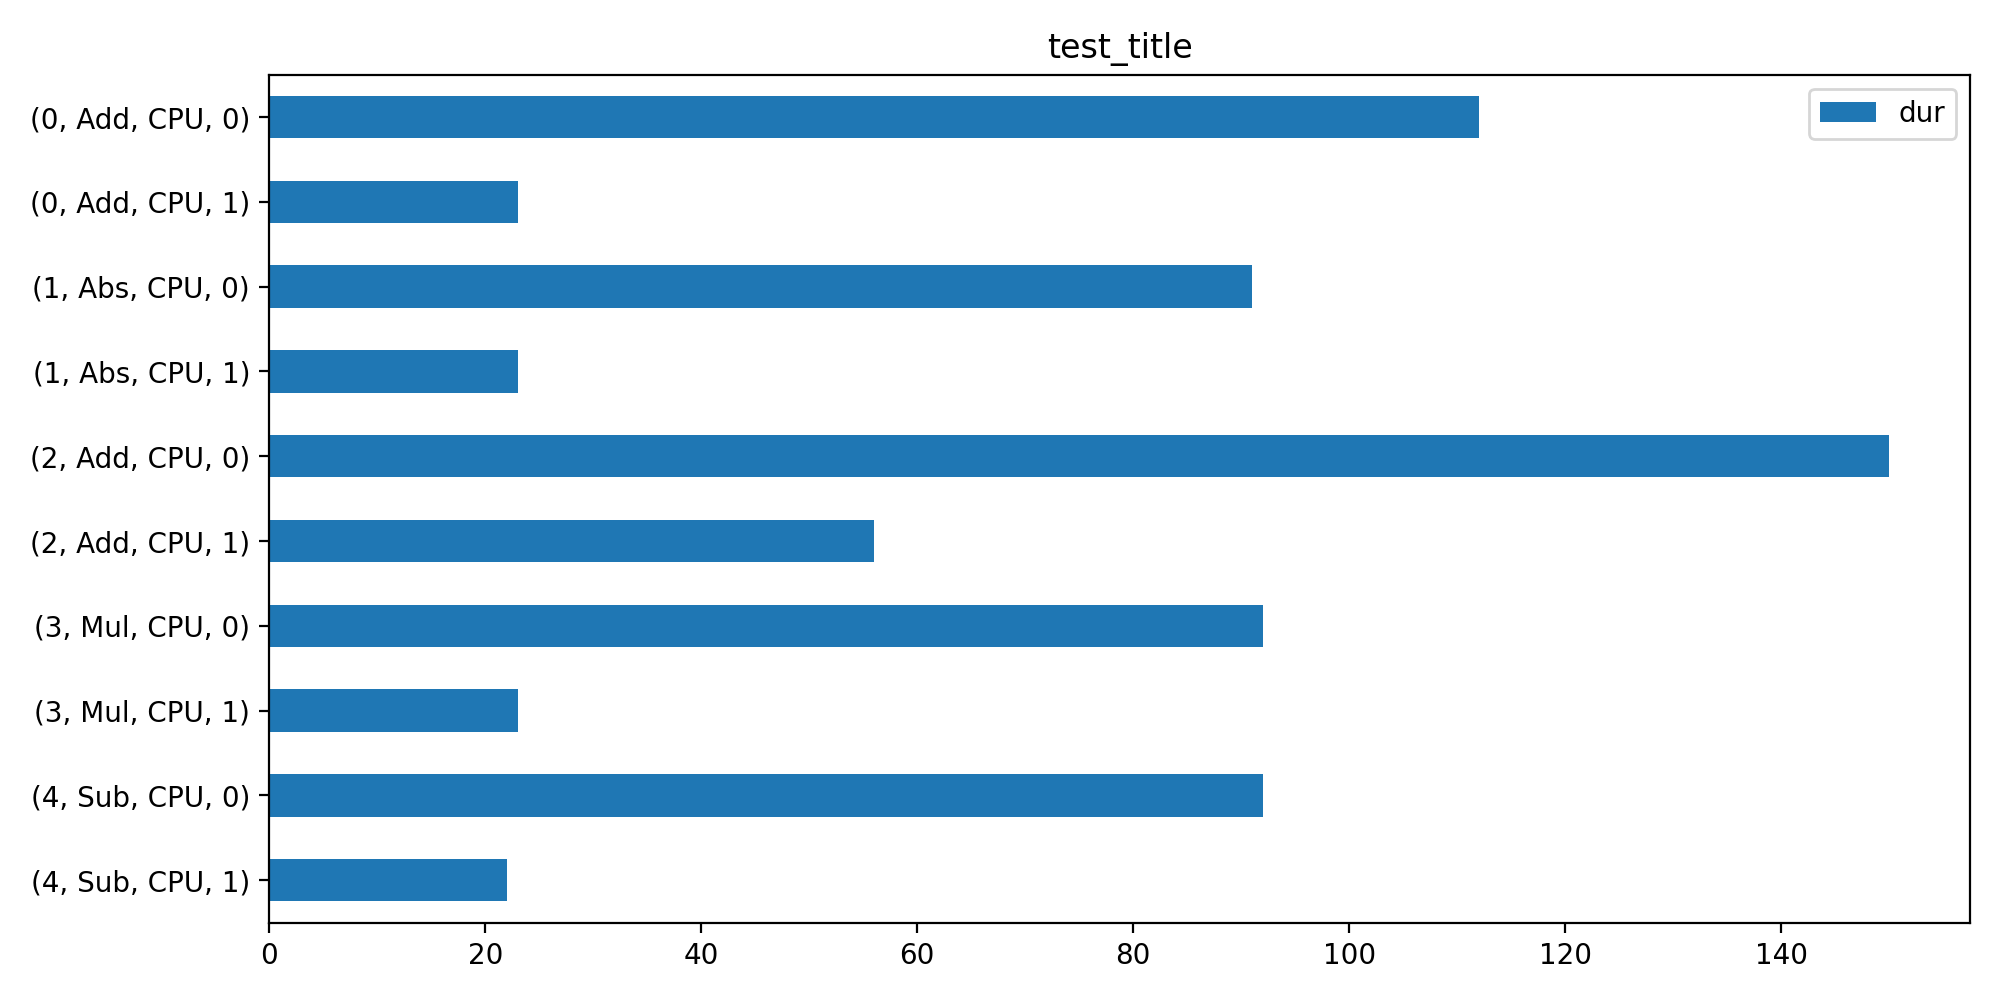 test_title
dur
(0, Add, CPU, 0)
(0, Add, CPU, 1)
(1, Abs, CPU, 0)
(1, Abs, CPU, 1)
(2, Add, CPU, 0)
(2, Add, CPU, 1)
(3, Mul, CPU, 0)
(3, Mul, CPU, 1)
(4, Sub, CPU, 0)
(4, Sub, CPU, 1)
0 20 40 60 80 100 120 140